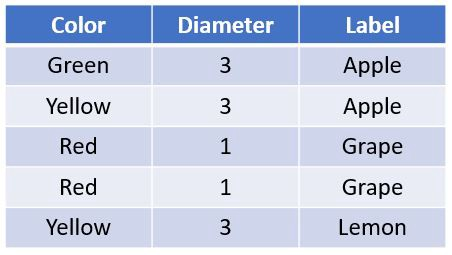 Color Diameter Label
Green 3 Apple
Yellow 3 Apple
Red 1 Grape
Red 1 Grape
Yellow 3 Lemon